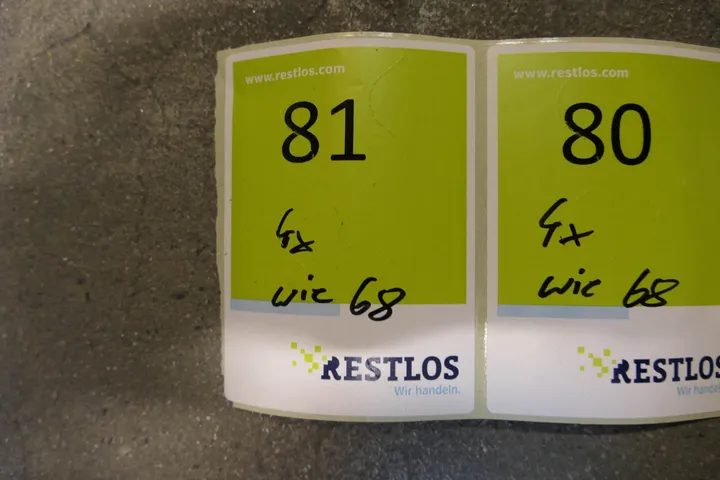 www.restlos.com
81
4x
wie 68
RESTLOS
Wir handeln.
www.restlos.com
80
4x
wie 68
RESTLOS
Wir handeln